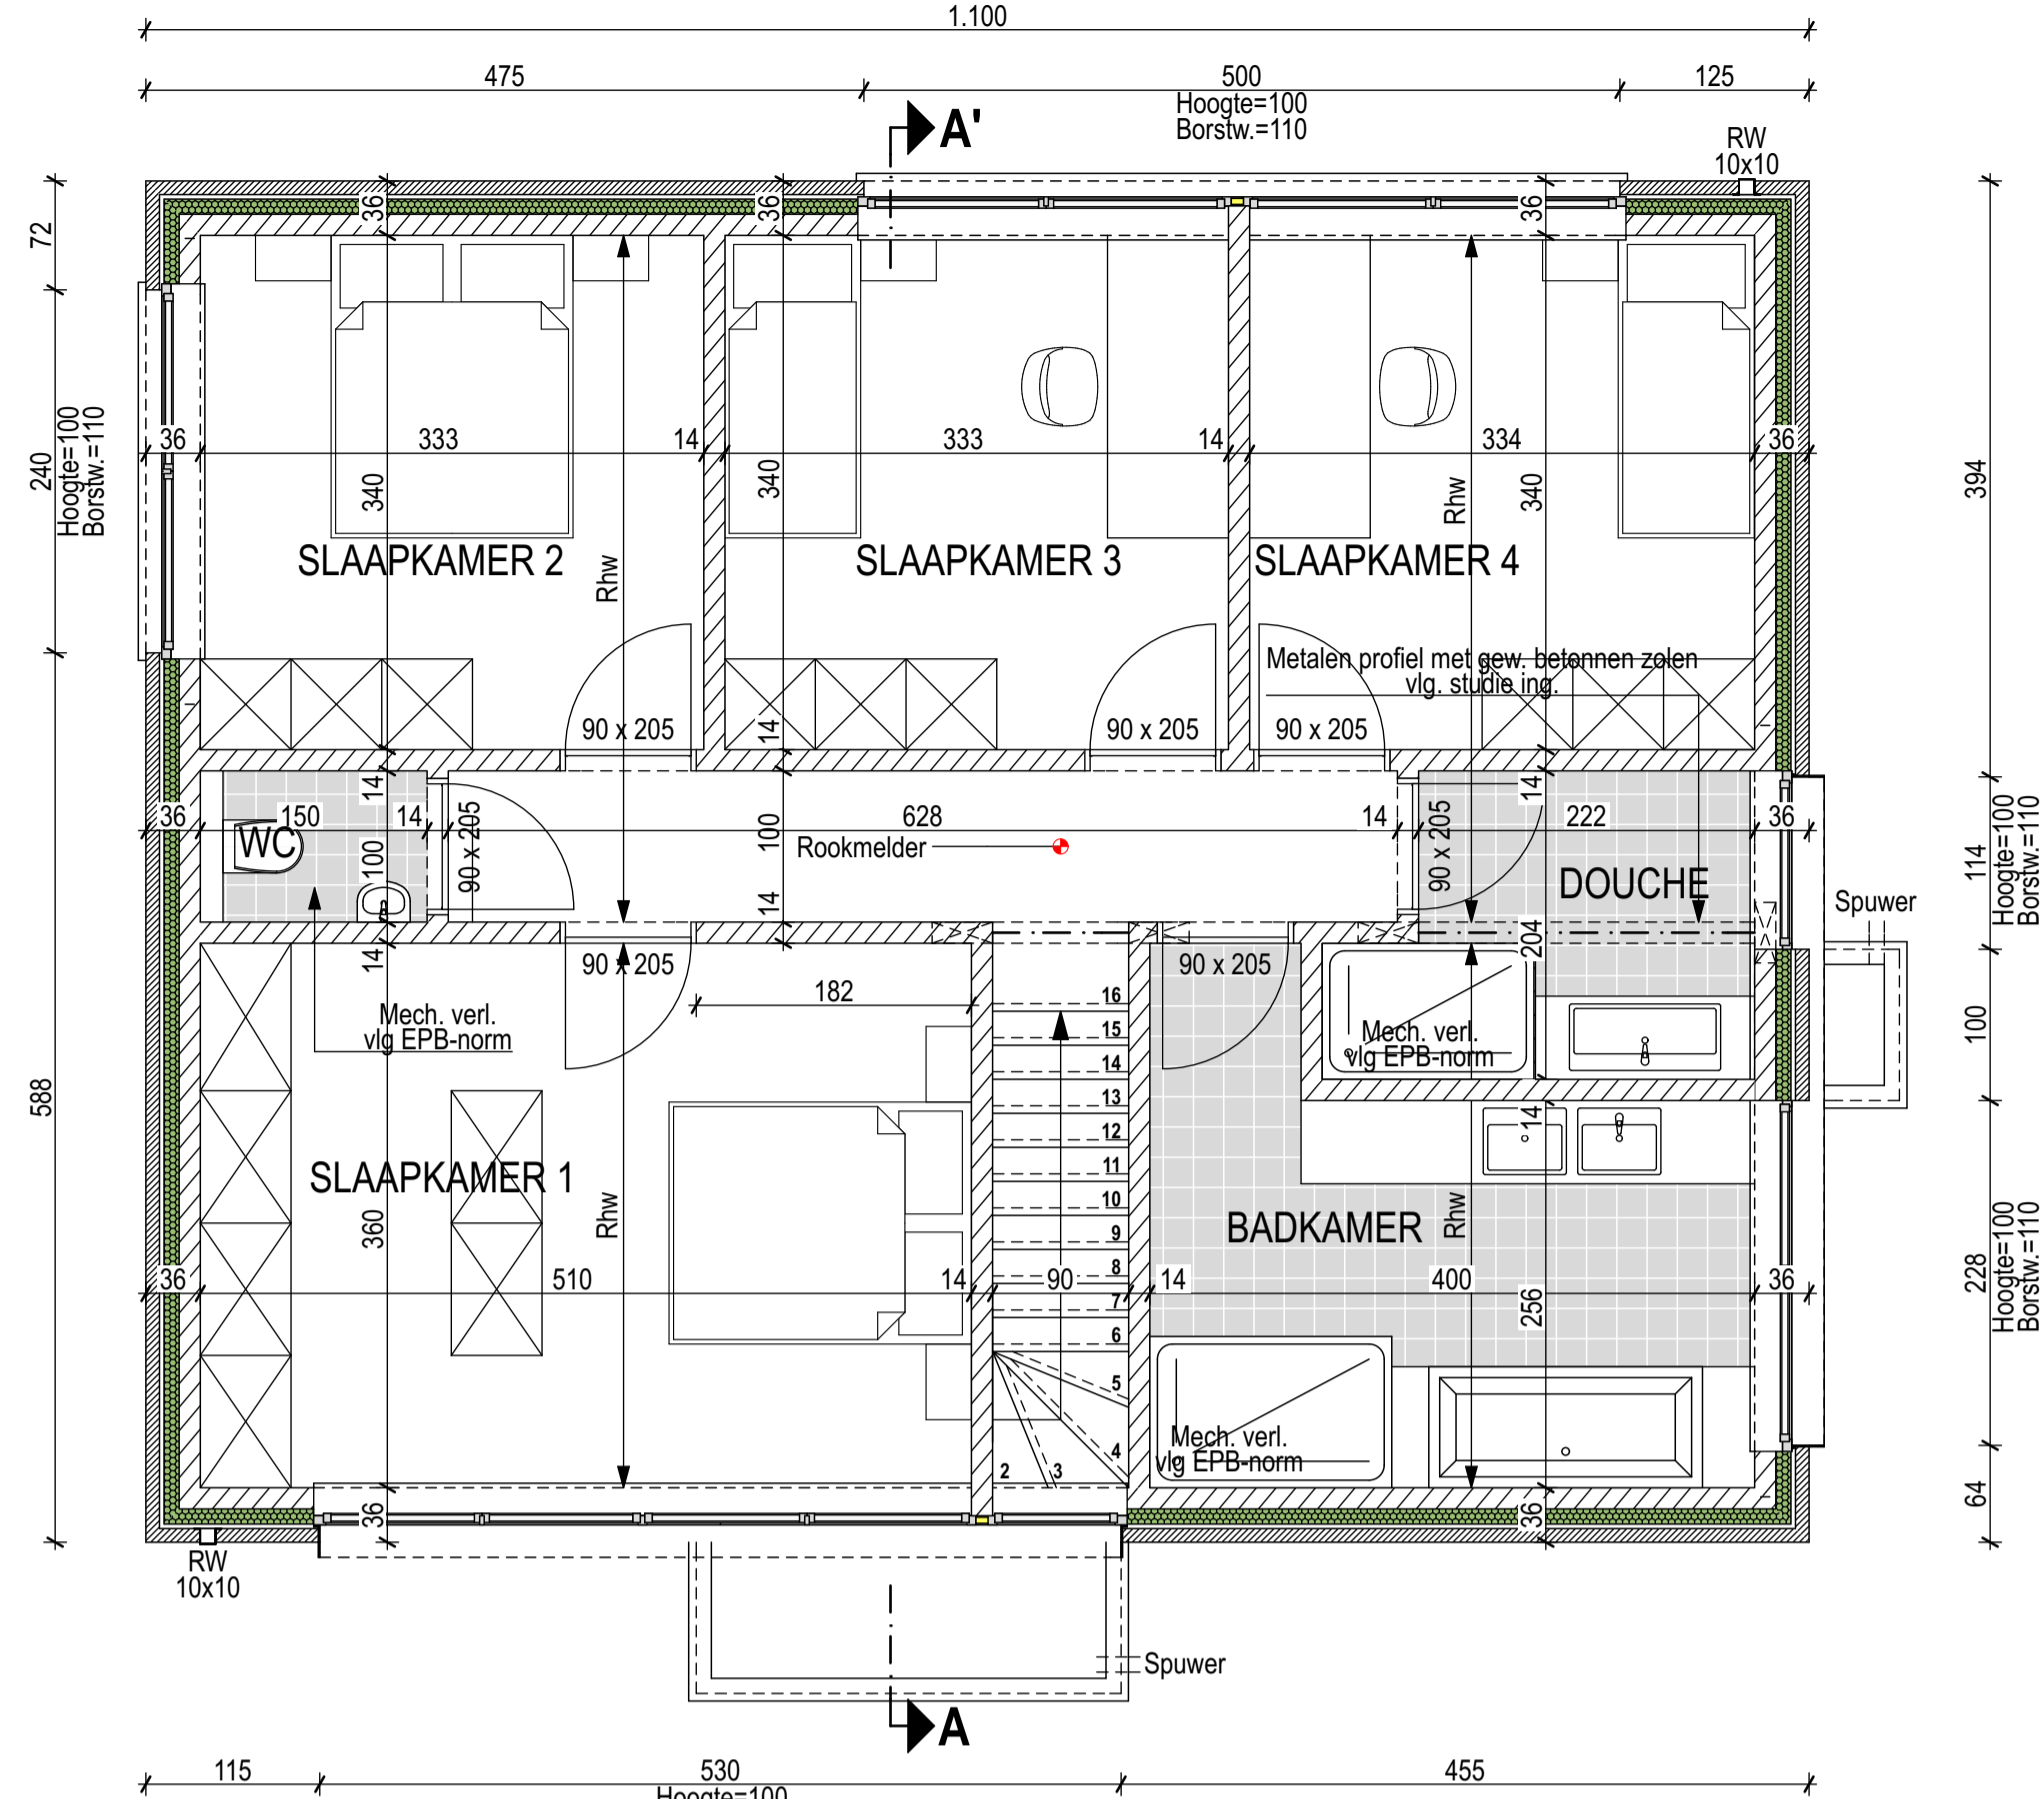 1.100
475
500
125
Hoogte=100
Borstw.=110
A'
RW
10x10
72
240
Hoogte=100
Borstw.=110
588
36
36
36
394
114
Hoogte=100
Borstw.=110
100
228
Hoogte=100
Borstw.=110
64
36
333
14
333
14
334
36
340
340
340
Rhw
Rhw
SLAAPKAMER 2
SLAAPKAMER 3
SLAAPKAMER 4
Metalen profiel met gew. betonnen zolen
vlg. studie ing.
90 x 205
90 x 205
90 x 205
14
14
14
36
150
14
90 x 205
628
14
90 x 205
222
36
WC
100
100
Rookmelder
DOUCHE
Spuwer
14
14
204
90 x 205
90 x 205
182
Mech. verl.
vlg EPB-norm
Mech. verl.
vlg EPB-norm
16
15
14
13
12
11
10
9
8
7
6
5
4
3
2
14
SLAAPKAMER 1
BADKAMER
360
Rhw
Rhw
256
36
510
14
90
14
400
36
Mech. verl.
vlg EPB-norm
36
36
RW
10x10
Spuwer
A
115
530
455
Hoogte=100